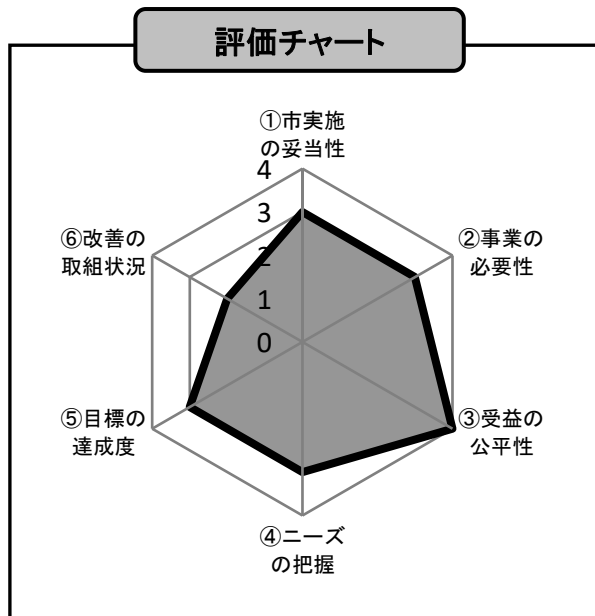 評価チャート
①市実施
の妥当性
4
3
2
1
0
②事業の
必要性
③受益の
公平性
④ニーズ
の把握
⑤目標の
達成度
⑥改善の
取組状況